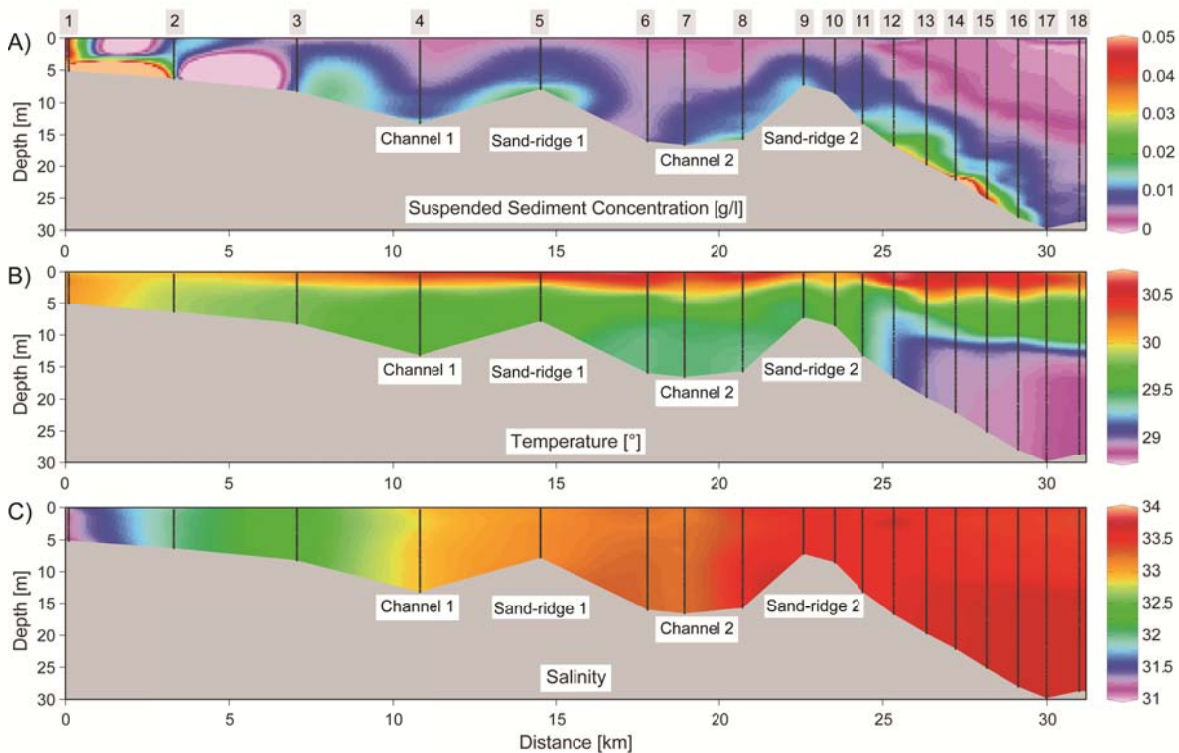 1 2 3 4 5 6 7 8 9 10 11 12 13 14 15 16 17 18
A)
Depth [m]
0
5
10
15
20
25
30
Channel 1
Sand-ridge 1
Channel 2
Sand-ridge 2
Suspended Sediment Concentration [g/l]
0 5 10 15 20 25 30
0.05
0.04
0.03
0.02
0.01
0
B)
Depth [m]
0
5
10
15
20
25
30
Channel 1
Sand-ridge 1
Channel 2
Sand-ridge 2
Temperature [°]
0 5 10 15 20 25 30
30.5
30
29.5
29
C)
Depth [m]
0
5
10
15
20
25
30
Channel 1
Sand-ridge 1
Channel 2
Sand-ridge 2
Salinity
0 5 10 15 20 25 30
Distance [km]
34
33.5
33
32.5
32
31.5
31